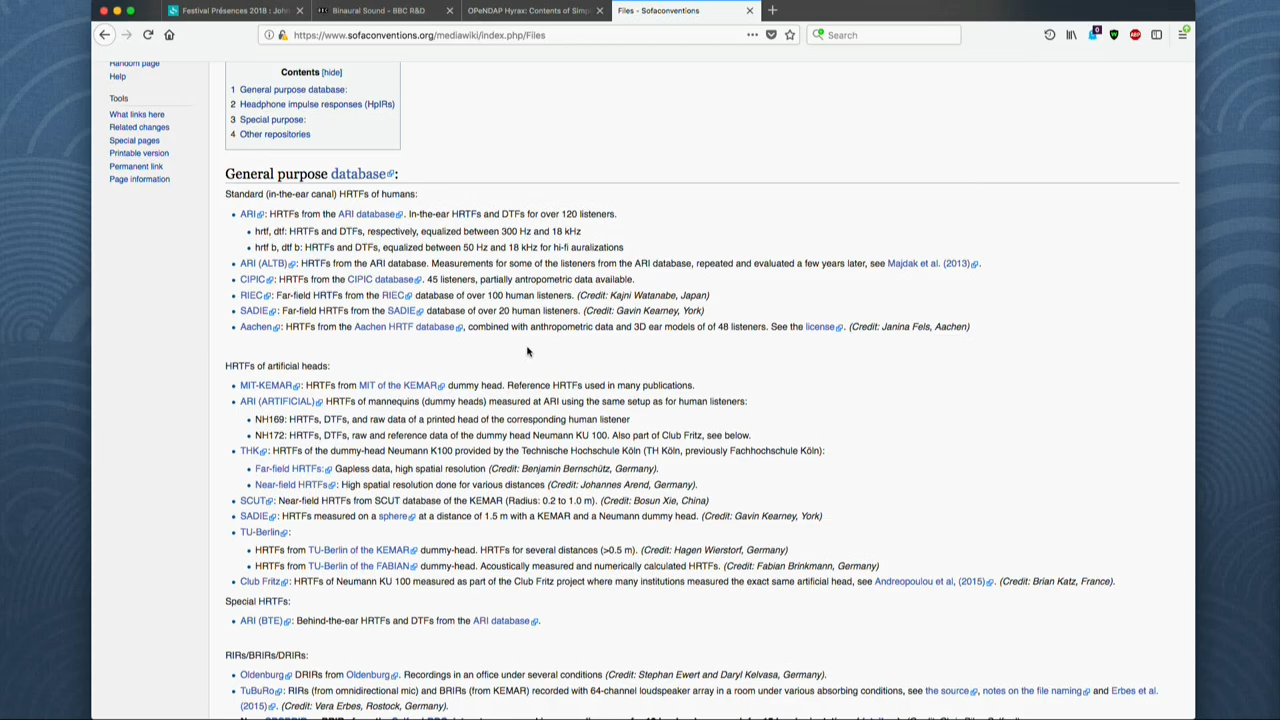 Festival Présences 2018 : John
Binaural Sound – BBC R&D
OPeNDAP Hyrax: Contents of Simp
Files - Sofaconventions
https://www.sofaconventions.org/mediawiki/index.php/Files
Search
Random page
Help
Tools
What links here
Related changes
Special pages
Printable version
Permanent link
Page information
Contents [hide]
1 General purpose database:
2 Headphone impulse responses (HpIRs)
3 Special purpose:
4 Other repositories
General purpose database:
Standard (in-the-ear canal) HRTFs of humans:
ARI: HRTFs from the ARI database. In-the-ear HRTFs and DTFs for over 120 listeners.
hrtf, dtf: HRTFs and DTFs, respectively, equalized between 300 Hz and 18 kHz
hrtf b, dtf b: HRTFs and DTFs, equalized between 50 Hz and 18 kHz for hi-fi auralizations
ARI (ALTB): HRTFs from the ARI database. Measurements for some of the listeners from the ARI database, repeated and evaluated a few years later, see Majdak et al. (2013).
CIPIC: HRTFs from the CIPIC database. 45 listeners, partially antropometric data available.
RIEC: Far-field HRTFs from the RIEC database of over 100 human listeners. (Credit: Kajni Watanabe, Japan)
SADIE: Far-field HRTFs from the SADIE database of over 20 human listeners. (Credit: Gavin Kearney, York)
Aachen: HRTFs from the Aachen HRTF database, combined with anthropometric data and 3D ear models of of 48 listeners. See the license. (Credit: Janina Fels, Aachen)
HRTFs of artificial heads:
MIT-KEMAR: HRTFs from MIT of the KEMAR dummy head. Reference HRTFs used in many publications.
ARI (ARTIFICIAL) HRTFs of mannequins (dummy heads) measured at ARI using the same setup as for human listeners:
NH169: HRTFs, DTFs, and raw data of a printed head of the corresponding human listener
NH172: HRTFs, DTFs, raw and reference data of the dummy head Neumann KU 100. Also part of Club Fritz, see below.
THK: HRTFs of the dummy-head Neumann K100 provided by the Technische Hochschule Köln (TH Köln, previously Fachhochschule Köln):
Far-field HRTFs: Gapless data, high spatial resolution (Credit: Benjamin Bernschütz, Germany).
Near-field HRTFs: High spatial resolution done for various distances (Credit: Johannes Arend, Germany).
SCUT: Near-field HRTFs from SCUT database of the KEMAR (Radius: 0.2 to 1.0 m). (Credit: Bosun Xie, China)
SADIE: HRTFs measured on a sphere at a distance of 1.5 m with a KEMAR and a Neumann dummy head. (Credit: Gavin Kearney, York)
TU-Berlin:
HRTFs from TU-Berlin of the KEMAR dummy-head. HRTFs for several distances (>0.5 m). (Credit: Hagen Wierstorf, Germany)
HRTFs from TU-Berlin of the FABIAN dummy-head. Acoustically measured and numerically calculated HRTFs. (Credit: Fabian Brinkmann, Germany)
Club Fritz: HRTFs of Neumann KU 100 measured as part of the Club Fritz project where many institutions measured the exact same artificial head, see Andreopoulou et al, (2015). (Credit: Brian Katz, France).
Special HRTFs:
ARI (BTE): Behind-the-ear HRTFs and DTFs from the ARI database.
RIRs/BRIRs/DRIRs:
Oldenburg DRIRs from Oldenburg. Recordings in an office under several conditions (Credit: Stephan Ewert and Daryl Kelvasa, Germany).
TuBuRo: RIRs (from omnidirectional mic) and BRIRs (from KEMAR) recorded with 64-channel loudspeaker array in a room under various absorbing conditions, see the source, notes on the file naming and Erbes et al.
(2015). (Credit: Vera Erbes, Rostock, Germany).